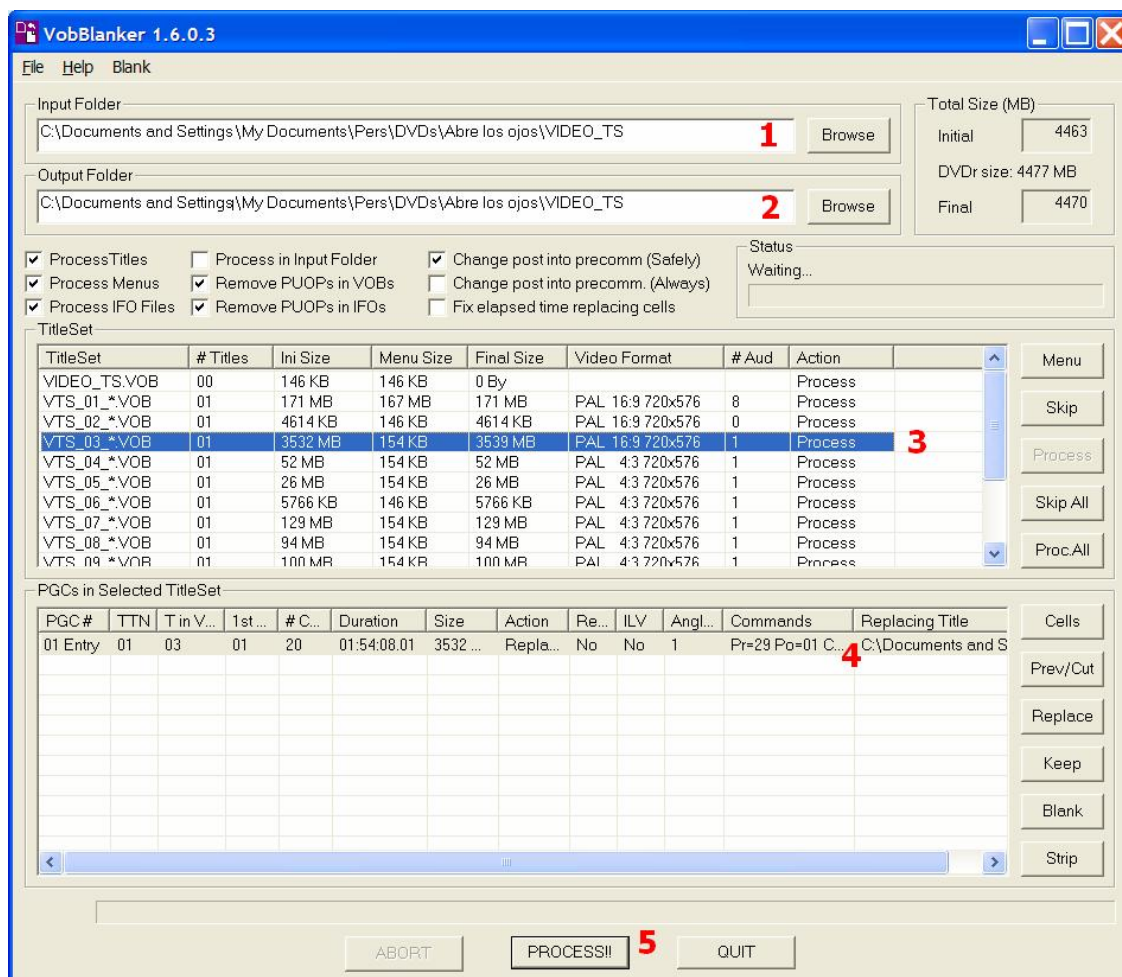 VobBlanker 1.6.0.3
File Help Blank
Input Folder
C:\Documents and Settings\My Documents\Pers\DVDs\Abre los ojos\VIDEO_TS 1 Browse
Output Folder
C:\Documents and Settings\My Documents\Pers\DVDs\Abre los ojos\VIDEO_TS 2 Browse
Total Size (MB)
Initial 4463
DVDr size: 4477 MB
Final 4470
ProcessTitles Process in Input Folder Change post into precomm (Safely)
Process Menus Remove PUOPs in VOBs Change post into precomm. (Always)
Process IFO Files Remove PUOPs in IFOs Fix elapsed time replacing cells
Status
Waiting...
TitleSet
TitleSet # Titles Ini Size Menu Size Final Size Video Format # Aud Action
VIDEO_TS.VOB 00 146 KB 146 KB 0 By Process
VTS_01_*.VOB 01 171 MB 167 MB 171 MB PAL 16:9 720x576 8 Process
VTS_02_*.VOB 01 4614 KB 146 KB 4614 KB PAL 16:9 720x576 0 Process
VTS_03_*.VOB 01 3532 MB 154 KB 3539 MB PAL 16:9 720x576 1 Process 3
VTS_04_*.VOB 01 52 MB 154 KB 52 MB PAL 4:3 720x576 1 Process
VTS_05_*.VOB 01 26 MB 154 KB 26 MB PAL 4:3 720x576 1 Process
VTS_06_*.VOB 01 5766 KB 146 KB 5766 KB PAL 4:3 720x576 1 Process
VTS_07_*.VOB 01 129 MB 154 KB 129 MB PAL 4:3 720x576 1 Process
VTS_08_*.VOB 01 94 MB 154 KB 94 MB PAL 4:3 720x576 1 Process
VTS_09_*.VOB 01 100 MB 154 KB 100 MB PAL 4:3 720x576 1 Process
Menu
Skip
Process
Skip All
Proc.All
PGCs in Selected TitleSet
PGC # TTN T in V... 1st... # C... Duration Size Action Re... ILV Angl... Commands Replacing Title
01 Entry 01 03 01 20 01:54:08.01 3532 ... Repla... No No 1 Pr=29 Po=01 C... C:\Documents and S
4
Cells
Prev/Cut
Replace
Keep
Blank
Strip
ABORT PROCESS!! 5 QUIT